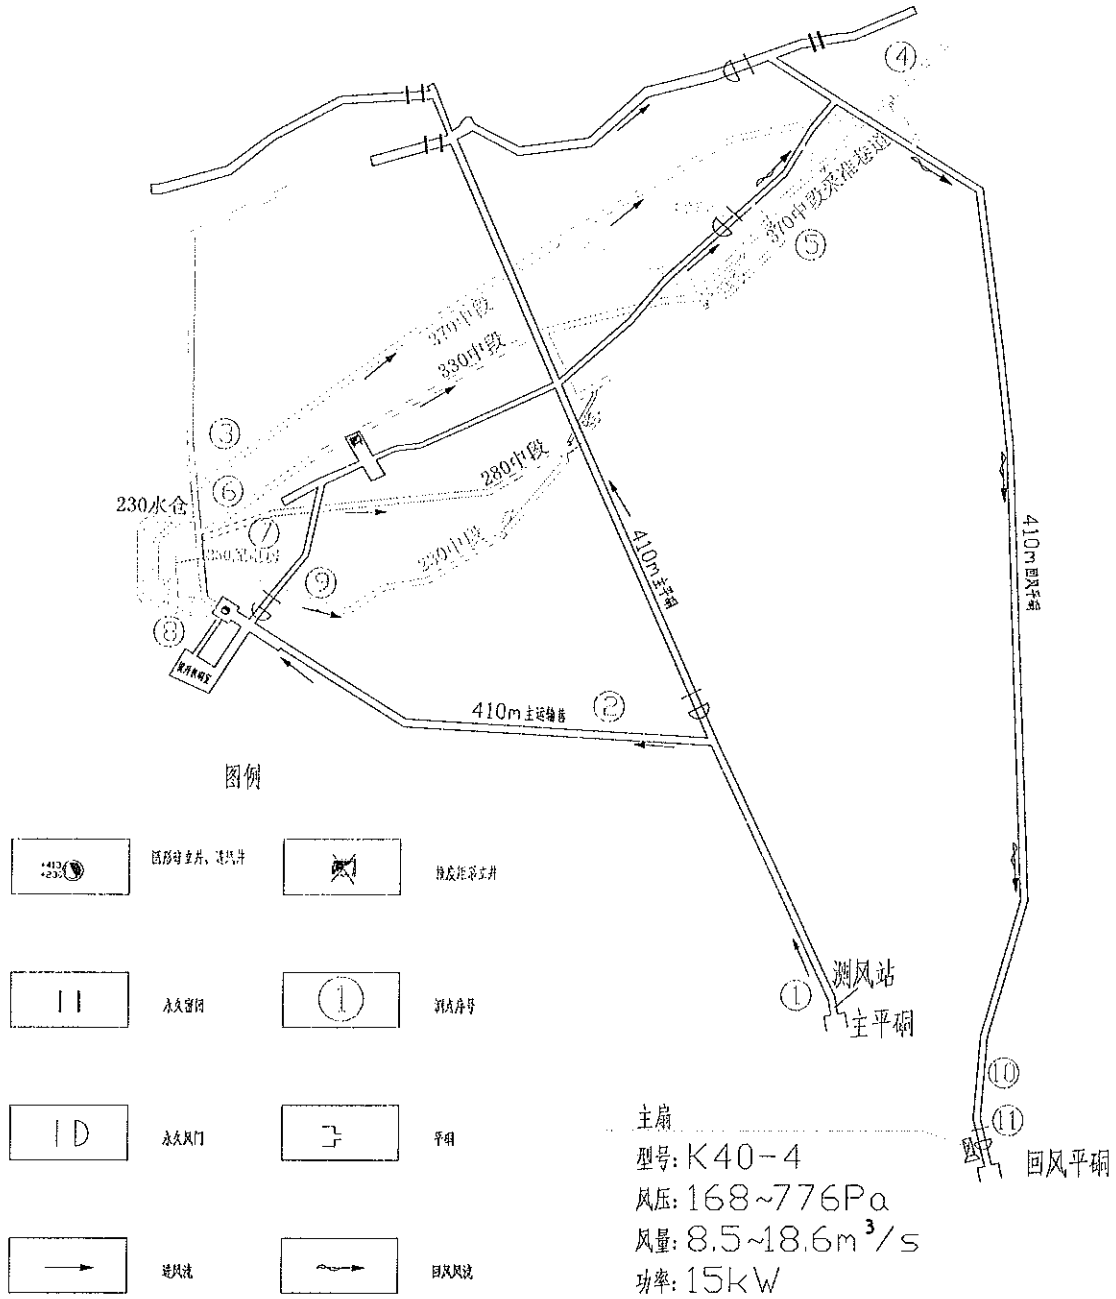 ④
370中段采准巷道
⑤
270中段
330中段
③
280中段
⑥
230水仓
⑦
230中段
⑨
410m主平硐
410m回风平硐
⑧
②
410m主运输巷
图例
永久密闭
①
测点序号
①
测风站
主平硐
永久风门
平硐
⑩
⑪
回风平硐
主扇
型号: K40-4
风压: 168~776Pa
风量: 8.5~18.6m³/s
功率: 15kW
进风流
回风风流